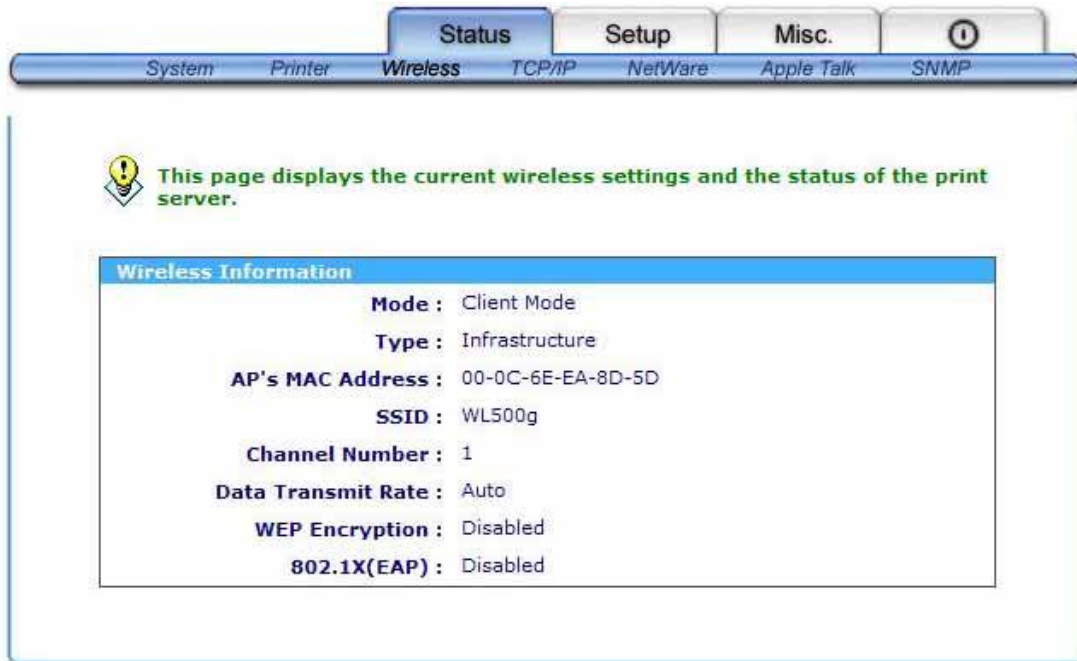 Status Setup Misc.
System Printer Wireless TCP/IP NetWare Apple Talk SNMP
This page displays the current wireless settings and the status of the print
server.
Wireless Information
Mode : Client Mode
Type : Infrastructure
AP's MAC Address : 00-0C-6E-EA-8D-5D
SSID : WL500g
Channel Number : 1
Data Transmit Rate : Auto
WEP Encryption : Disabled
802.1X(EAP) : Disabled